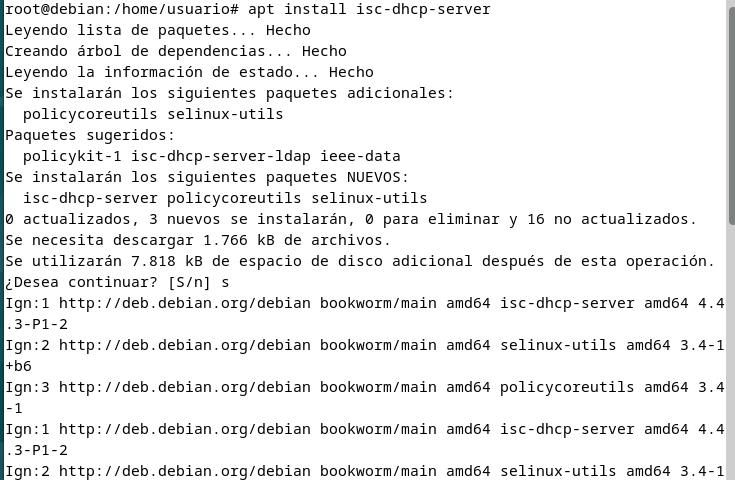 root@debian:/home/usuario# apt install isc-dhcp-server
Leyendo lista de paquetes... Hecho
Creando árbol de dependencias... Hecho
Leyendo la información de estado... Hecho
Se instalarán los siguientes paquetes adicionales:
  policycoreutils selinux-utils
Paquetes sugeridos:
  policykit-1 isc-dhcp-server-ldap ieee-data
Se instalarán los siguientes paquetes NUEVOS:
  isc-dhcp-server policycoreutils selinux-utils
0 actualizados, 3 nuevos se instalarán, 0 para eliminar y 16 no actualizados.
Se necesita descargar 1.766 kB de archivos.
Se utilizarán 7.818 kB de espacio de disco adicional después de esta operación.
¿Desea continuar? [S/n] s
Ign:1 http://deb.debian.org/debian bookworm/main amd64 isc-dhcp-server amd64 4.4
.3-P1-2
Ign:2 http://deb.debian.org/debian bookworm/main amd64 selinux-utils amd64 3.4-1
+b6
Ign:3 http://deb.debian.org/debian bookworm/main amd64 policycoreutils amd64 3.4
-1
Ign:1 http://deb.debian.org/debian bookworm/main amd64 isc-dhcp-server amd64 4.4
.3-P1-2
Ign:2 http://deb.debian.org/debian bookworm/main amd64 selinux-utils amd64 3.4-1